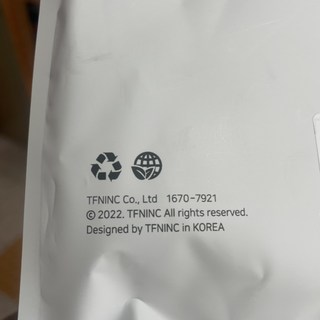 TFNINC Co., Ltd 1670-7921
© 2022. TFNINC All rights reserved.
Designed by TFNINC in KOREA